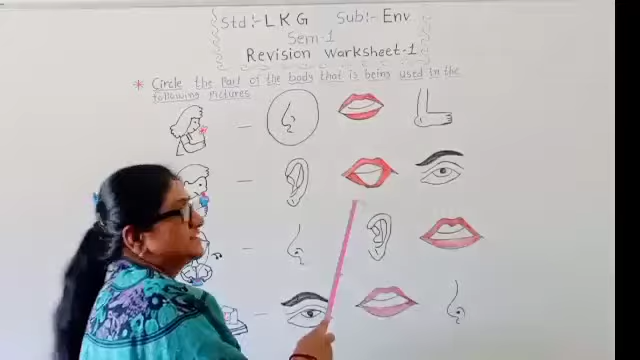 Std:- L K G Sub:- Env
Sem-1
Revision Worksheet-1
* Circle the Part of the body that is being used in the
following Pictures